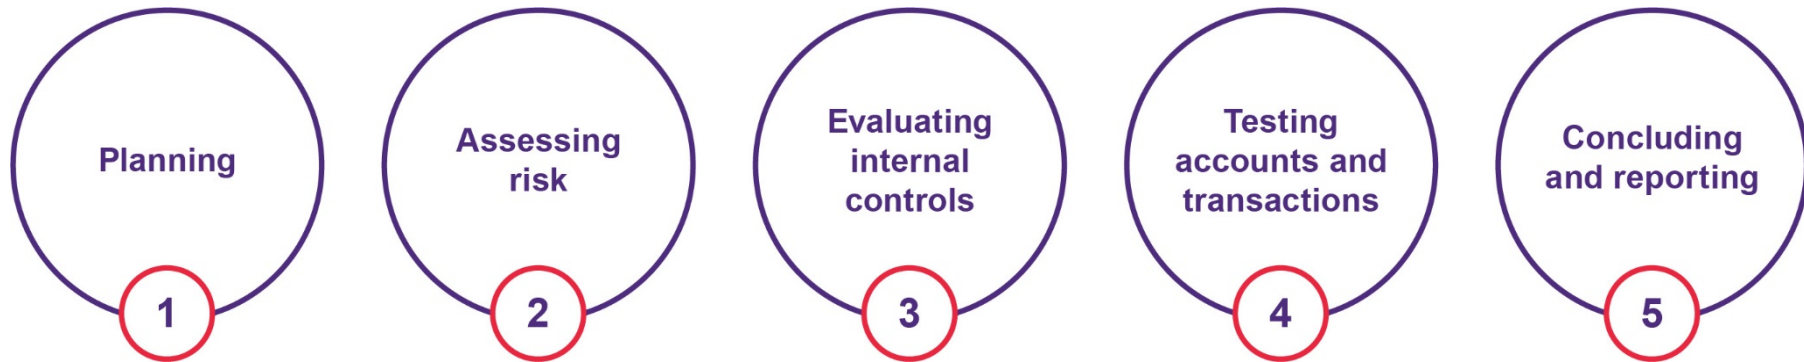 Planning
1
Assessing
risk
2
Evaluating
internal
controls
3
Testing
accounts and
transactions
4
Concluding
and reporting
5